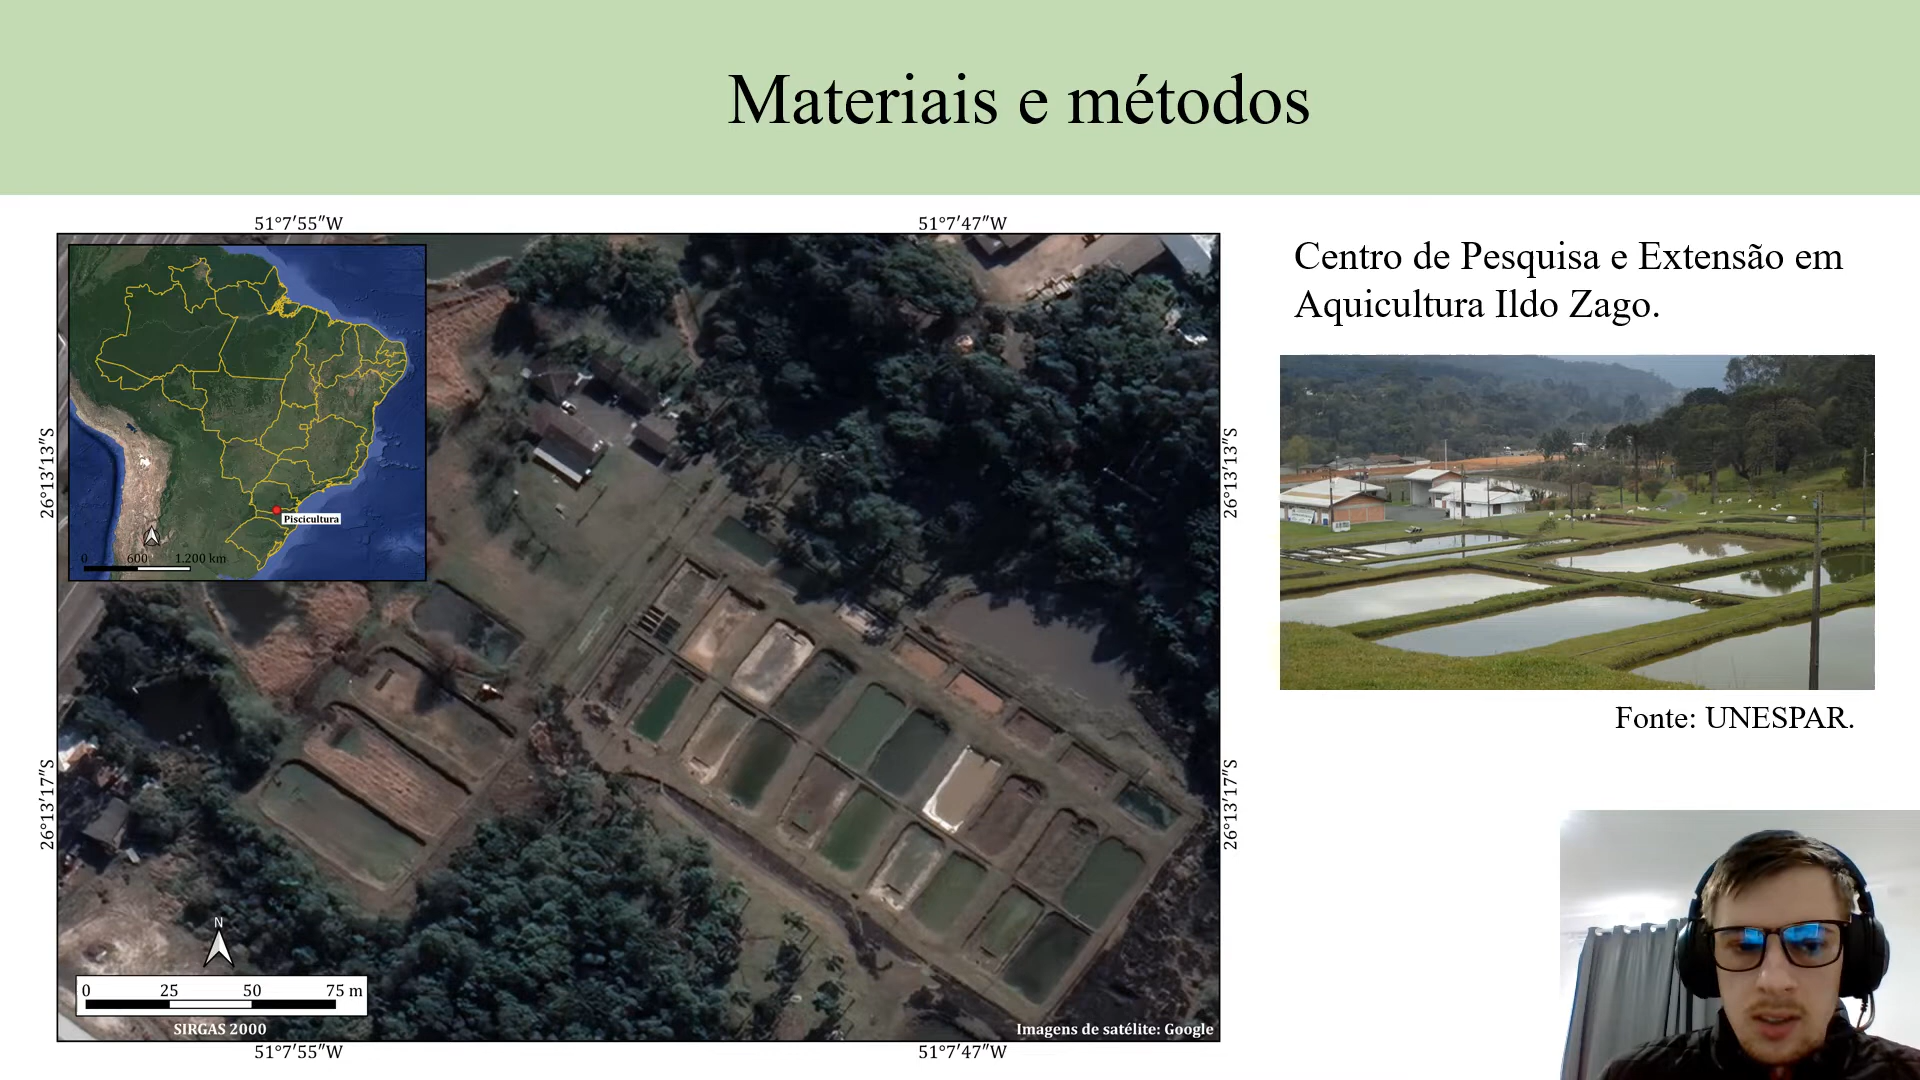 Materiais e métodos
51°7'55"W
51°7'47"W
Piscicultura
0 600 1.200 km
26°13'13"S
26°13'13"S
26°13'17"S
26°13'17"S
N
0 25 50 75 m
SIRGAS 2000
Imagens de satélite: Google
51°7'55"W
51°7'47"W
Centro de Pesquisa e Extensão em
Aquicultura Ildo Zago.
Fonte: UNESPAR.